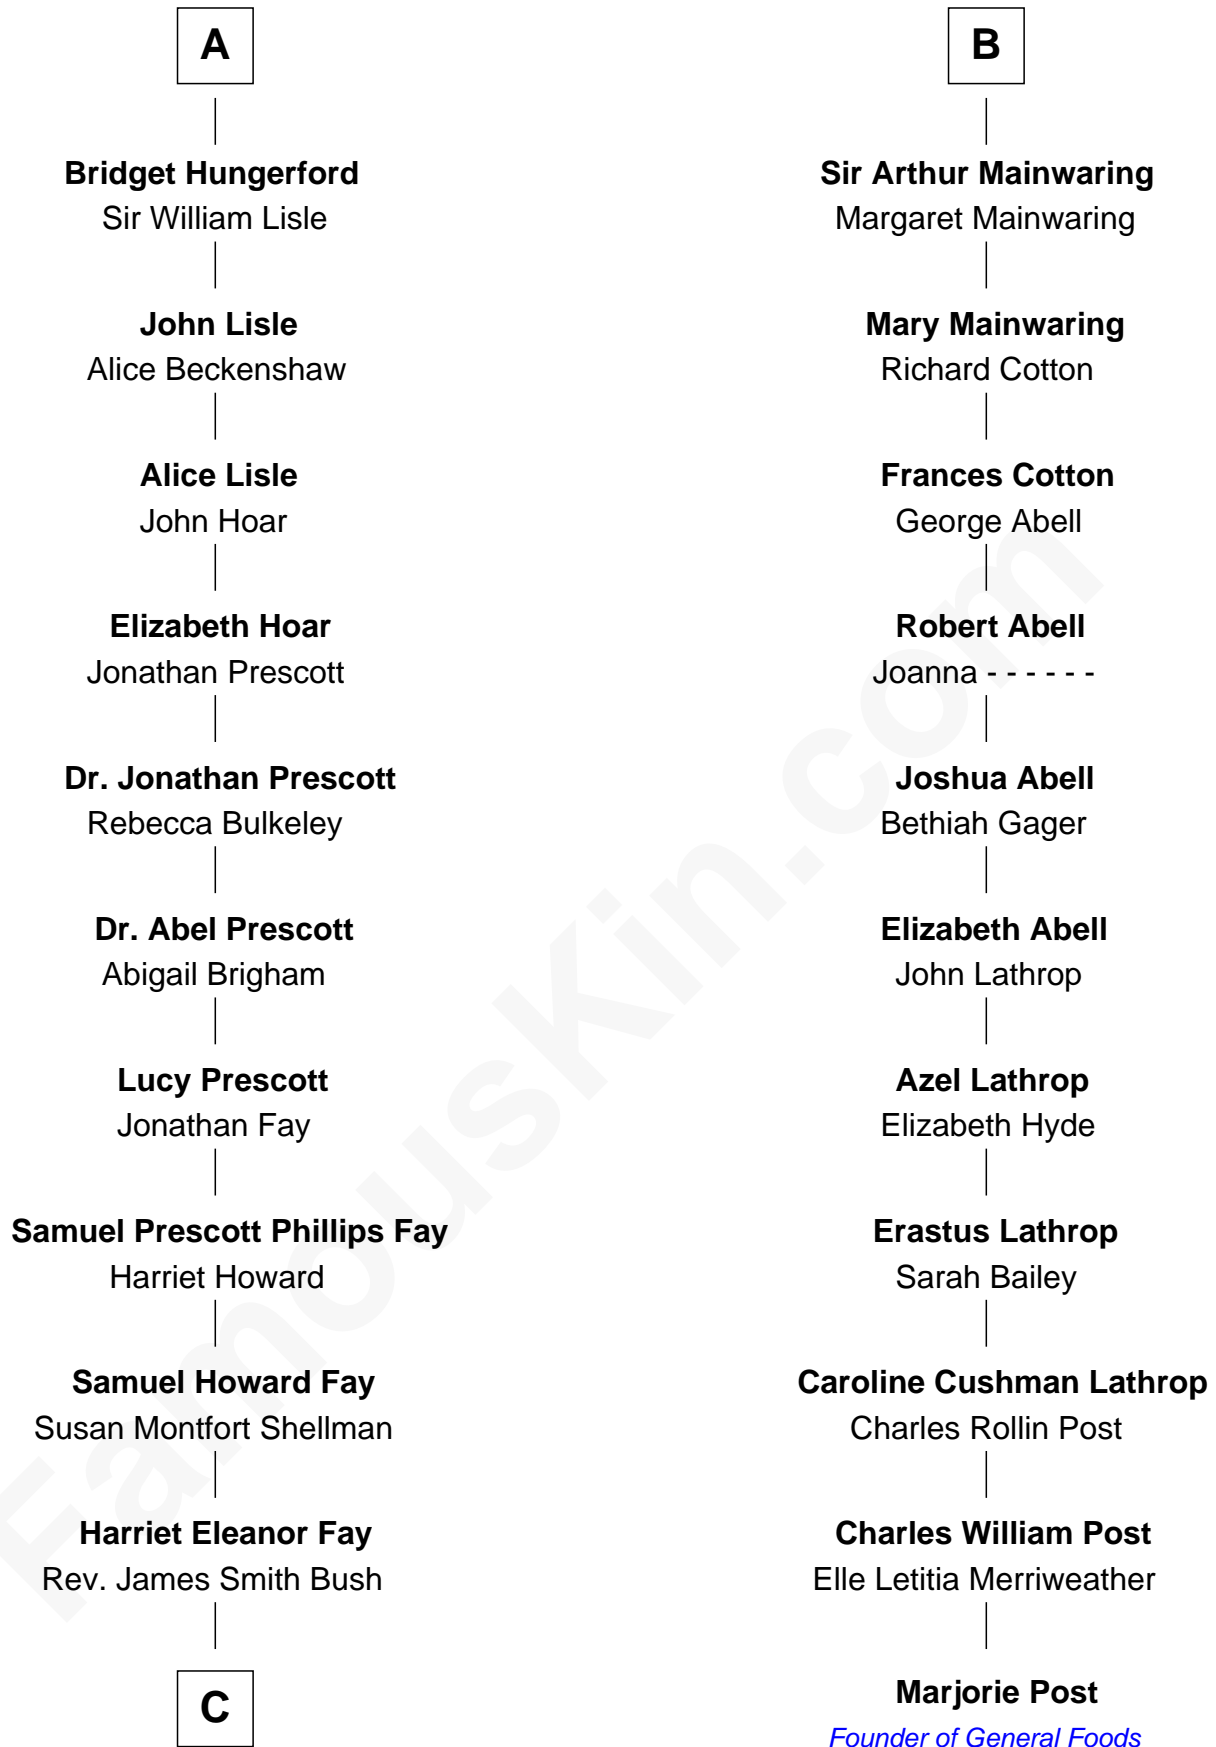 A
Bridget Hungerford
Sir William Lisle
John Lisle
Alice Beckenshaw
Alice Lisle
John Hoar
Elizabeth Hoar
Jonathan Prescott
Dr. Jonathan Prescott
Rebecca Bulkeley
Dr. Abel Prescott
Abigail Brigham
Lucy Prescott
Jonathan Fay
Samuel Prescott Phillips Fay
Harriet Howard
Samuel Howard Fay
Susan Montfort Shellman
Harriet Eleanor Fay
Rev. James Smith Bush
C
B
Sir Arthur Mainwaring
Margaret Mainwaring
Mary Mainwaring
Richard Cotton
Frances Cotton
George Abell
Robert Abell
Joanna - - - - - -
Joshua Abell
Bethiah Gager
Elizabeth Abell
John Lathrop
Azel Lathrop
Elizabeth Hyde
Erastus Lathrop
Sarah Bailey
Caroline Cushman Lathrop
Charles Rollin Post
Charles William Post
Elle Letitia Merriweather
Marjorie Post
Founder of General Foods
FamousKin.com